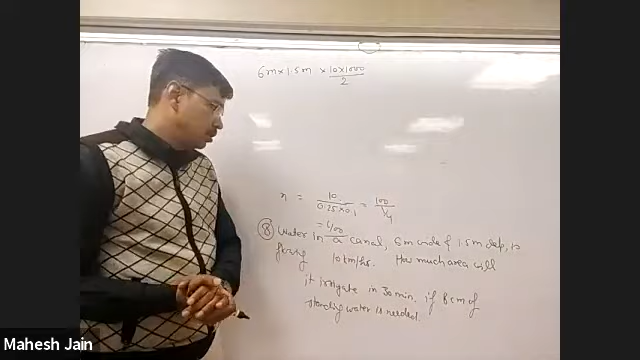 6m × 1.5m × 10×1000/2
x = 10/0.25×0.1 = 100/1/4
= 400
⑧ Water in a canal, 6m wide & 1.5m deep, is
flowing 10km/hr. How much area will
it irrigate in 30 min. if 8cm of
standing water is needed.
Mahesh Jain